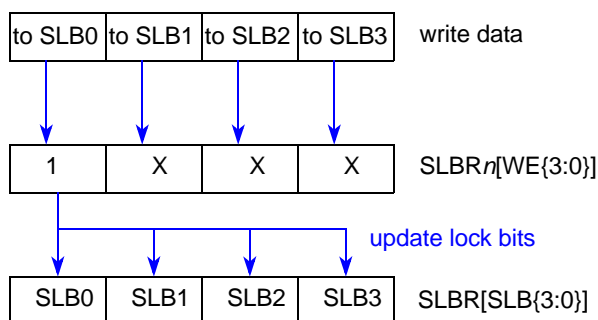 to SLB0 to SLB1 to SLB2 to SLB3 write data
1 X X X SLBRn[WE{3:0}]
update lock bits
SLB0 SLB1 SLB2 SLB3 SLBR[SLB{3:0}]